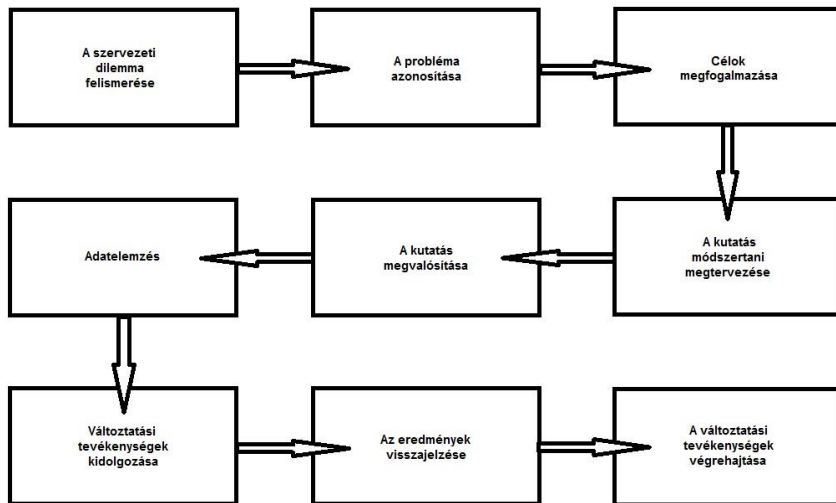 A szervezeti
dilemma
felismerése
A probléma
azonosítása
Célok
megfogalmazása
A kutatás
módszertani
megtervezése
A kutatás
megvalósítása
Adatelemzés
Változtatási
tevékenységek
kidolgozása
Az eredmények
visszajelzése
A változtatási
tevékenységek
végrehajtása